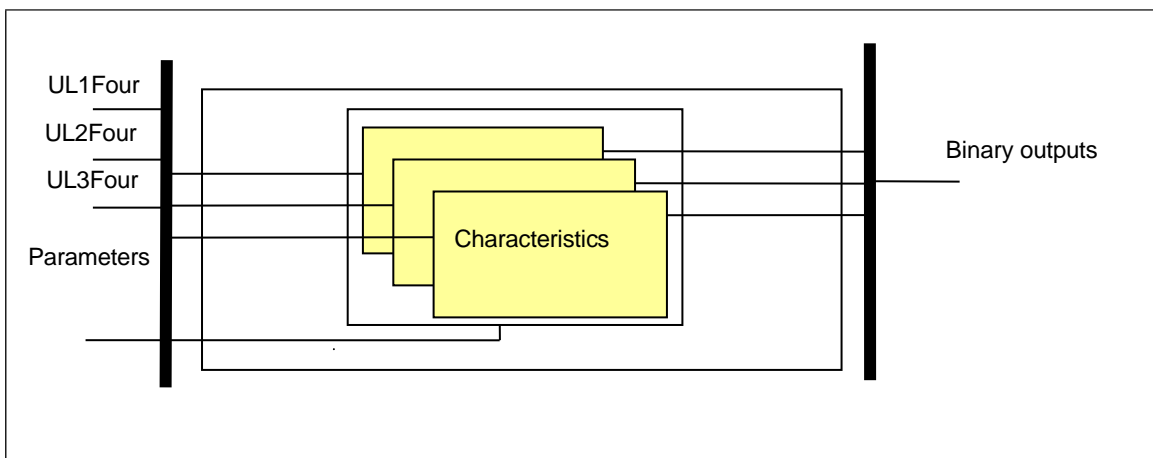 UL1Four
UL2Four
UL3Four
Parameters
Characteristics
Binary outputs